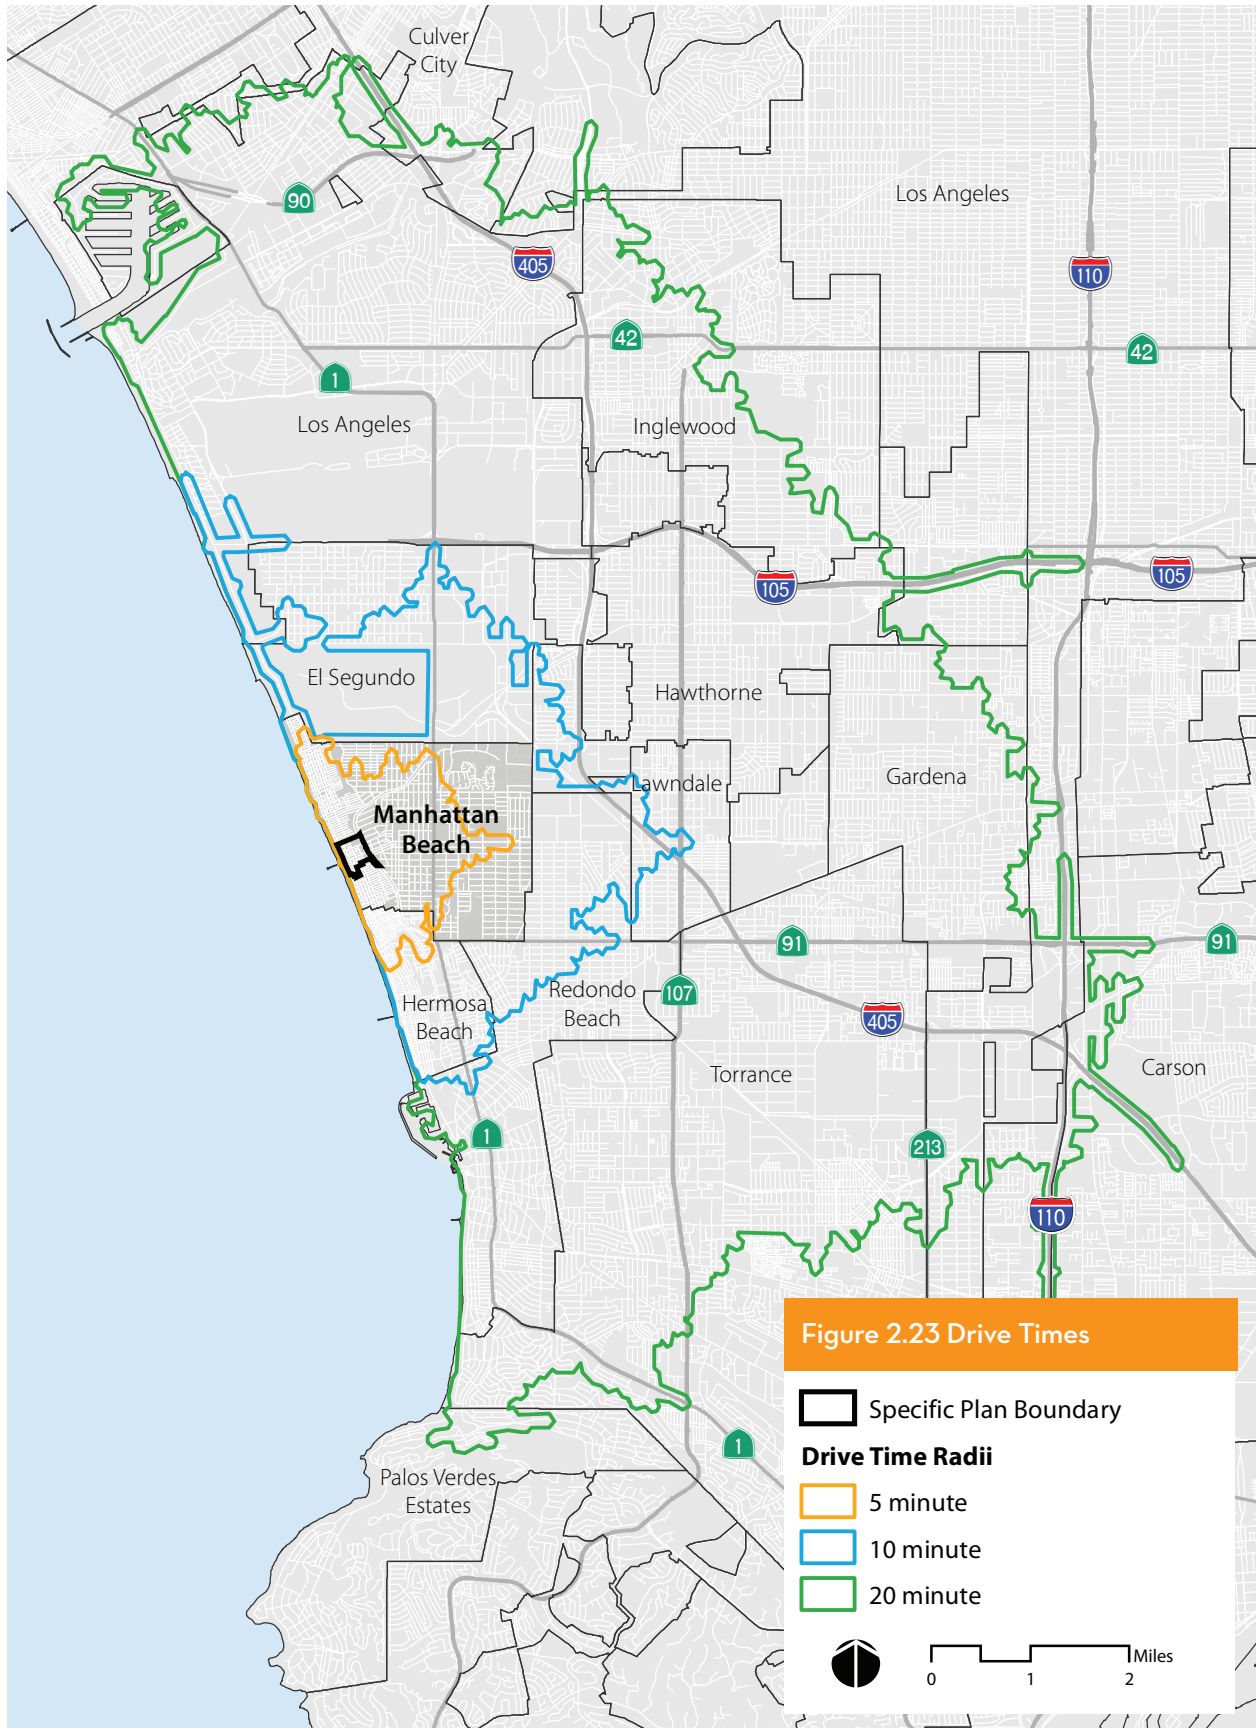 Culver
City
Los Angeles
90
405
110
42
42
1
Los Angeles
Inglewood
105
105
El Segundo
Hawthorne
Lawndale
Gardena
Manhattan
Beach
91
91
Hermosa
Beach
Redondo
Beach
107
405
Torrance
Carson
1
213
110
Palos Verdes
Estates
1
Figure 2.23 Drive Times
Specific Plan Boundary
Drive Time Radii
5 minute
10 minute
20 minute
Miles
0 1 2